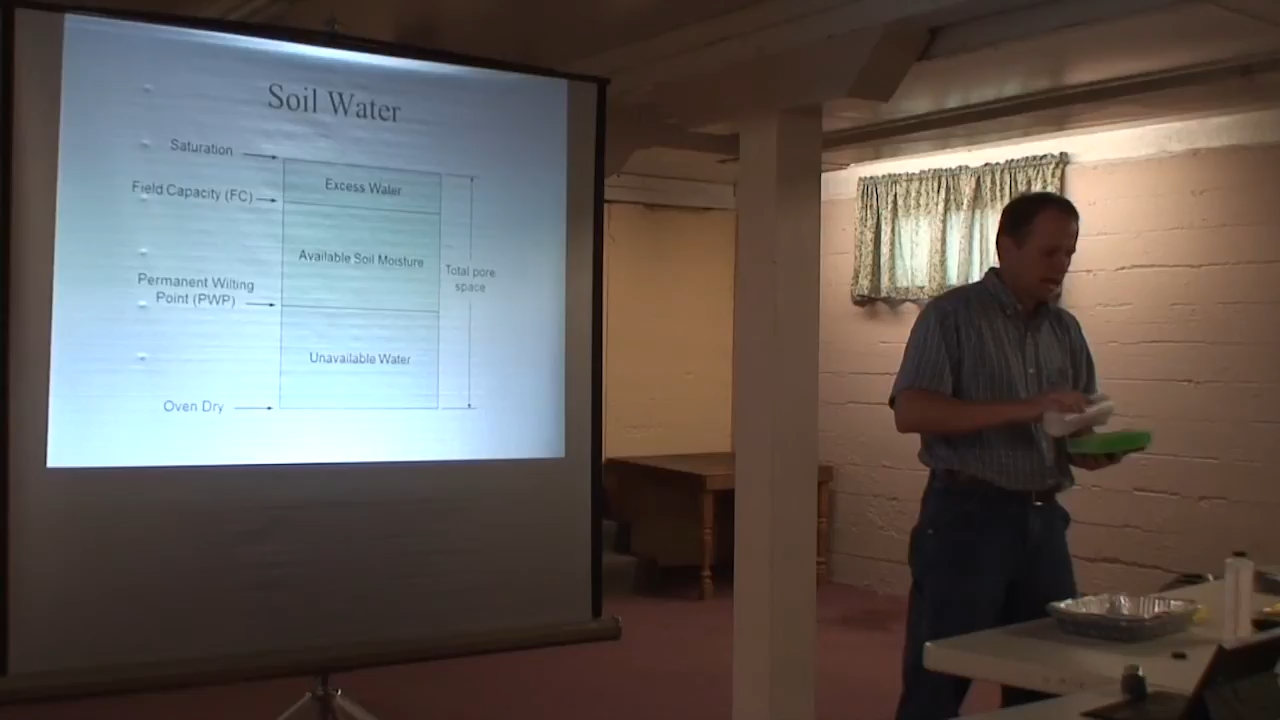 Soil Water
Saturation
Excess Water
Field Capacity (FC)
Available Soil Moisture
Total pore
space
Permanent Wilting
Point (PWP)
Unavailable Water
Oven Dry